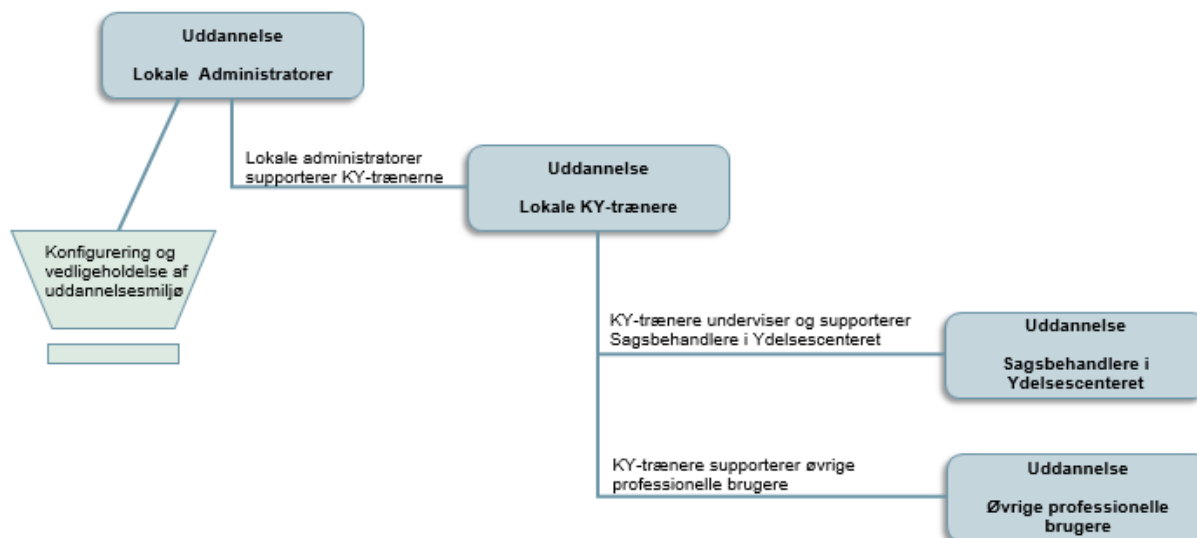 Uddannelse
Lokale Administratorer
Lokale administratorer
supporterer KY-trænerne
Uddannelse
Lokale KY-trænere
Konfigurering og
vedligeholdelse af
uddannelsesmiljø
KY-trænere underviser og supporterer
Sagsbehandlere i Ydelsescenteret
Uddannelse
Sagsbehandlere i
Ydelsescenteret
KY-trænere supporterer øvrige
professionelle brugere
Uddannelse
Øvrige professionelle
brugere